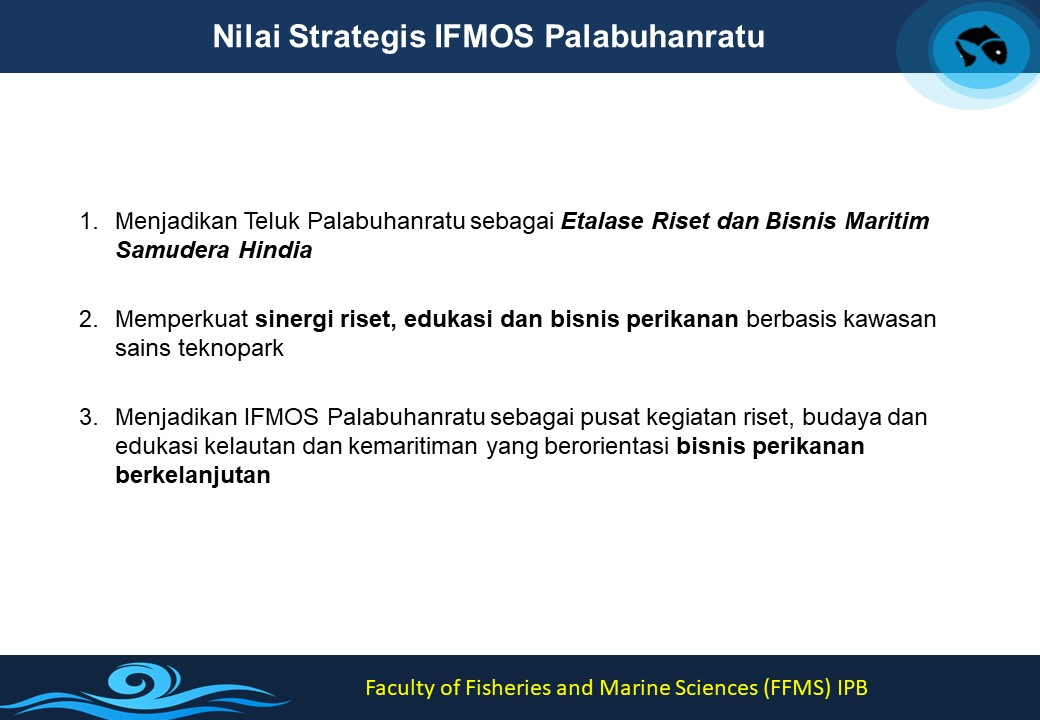 Nilai Strategis IFMOS Palabuhanratu
1. Menjadikan Teluk Palabuhanratu sebagai Etalase Riset dan Bisnis Maritim
Samudera Hindia
2. Memperkuat sinergi riset, edukasi dan bisnis perikanan berbasis kawasan
sains teknopark
3. Menjadikan IFMOS Palabuhanratu sebagai pusat kegiatan riset, budaya dan
edukasi kelautan dan kemaritiman yang berorientasi bisnis perikanan
berkelanjutan
Faculty of Fisheries and Marine Sciences (FFMS) IPB